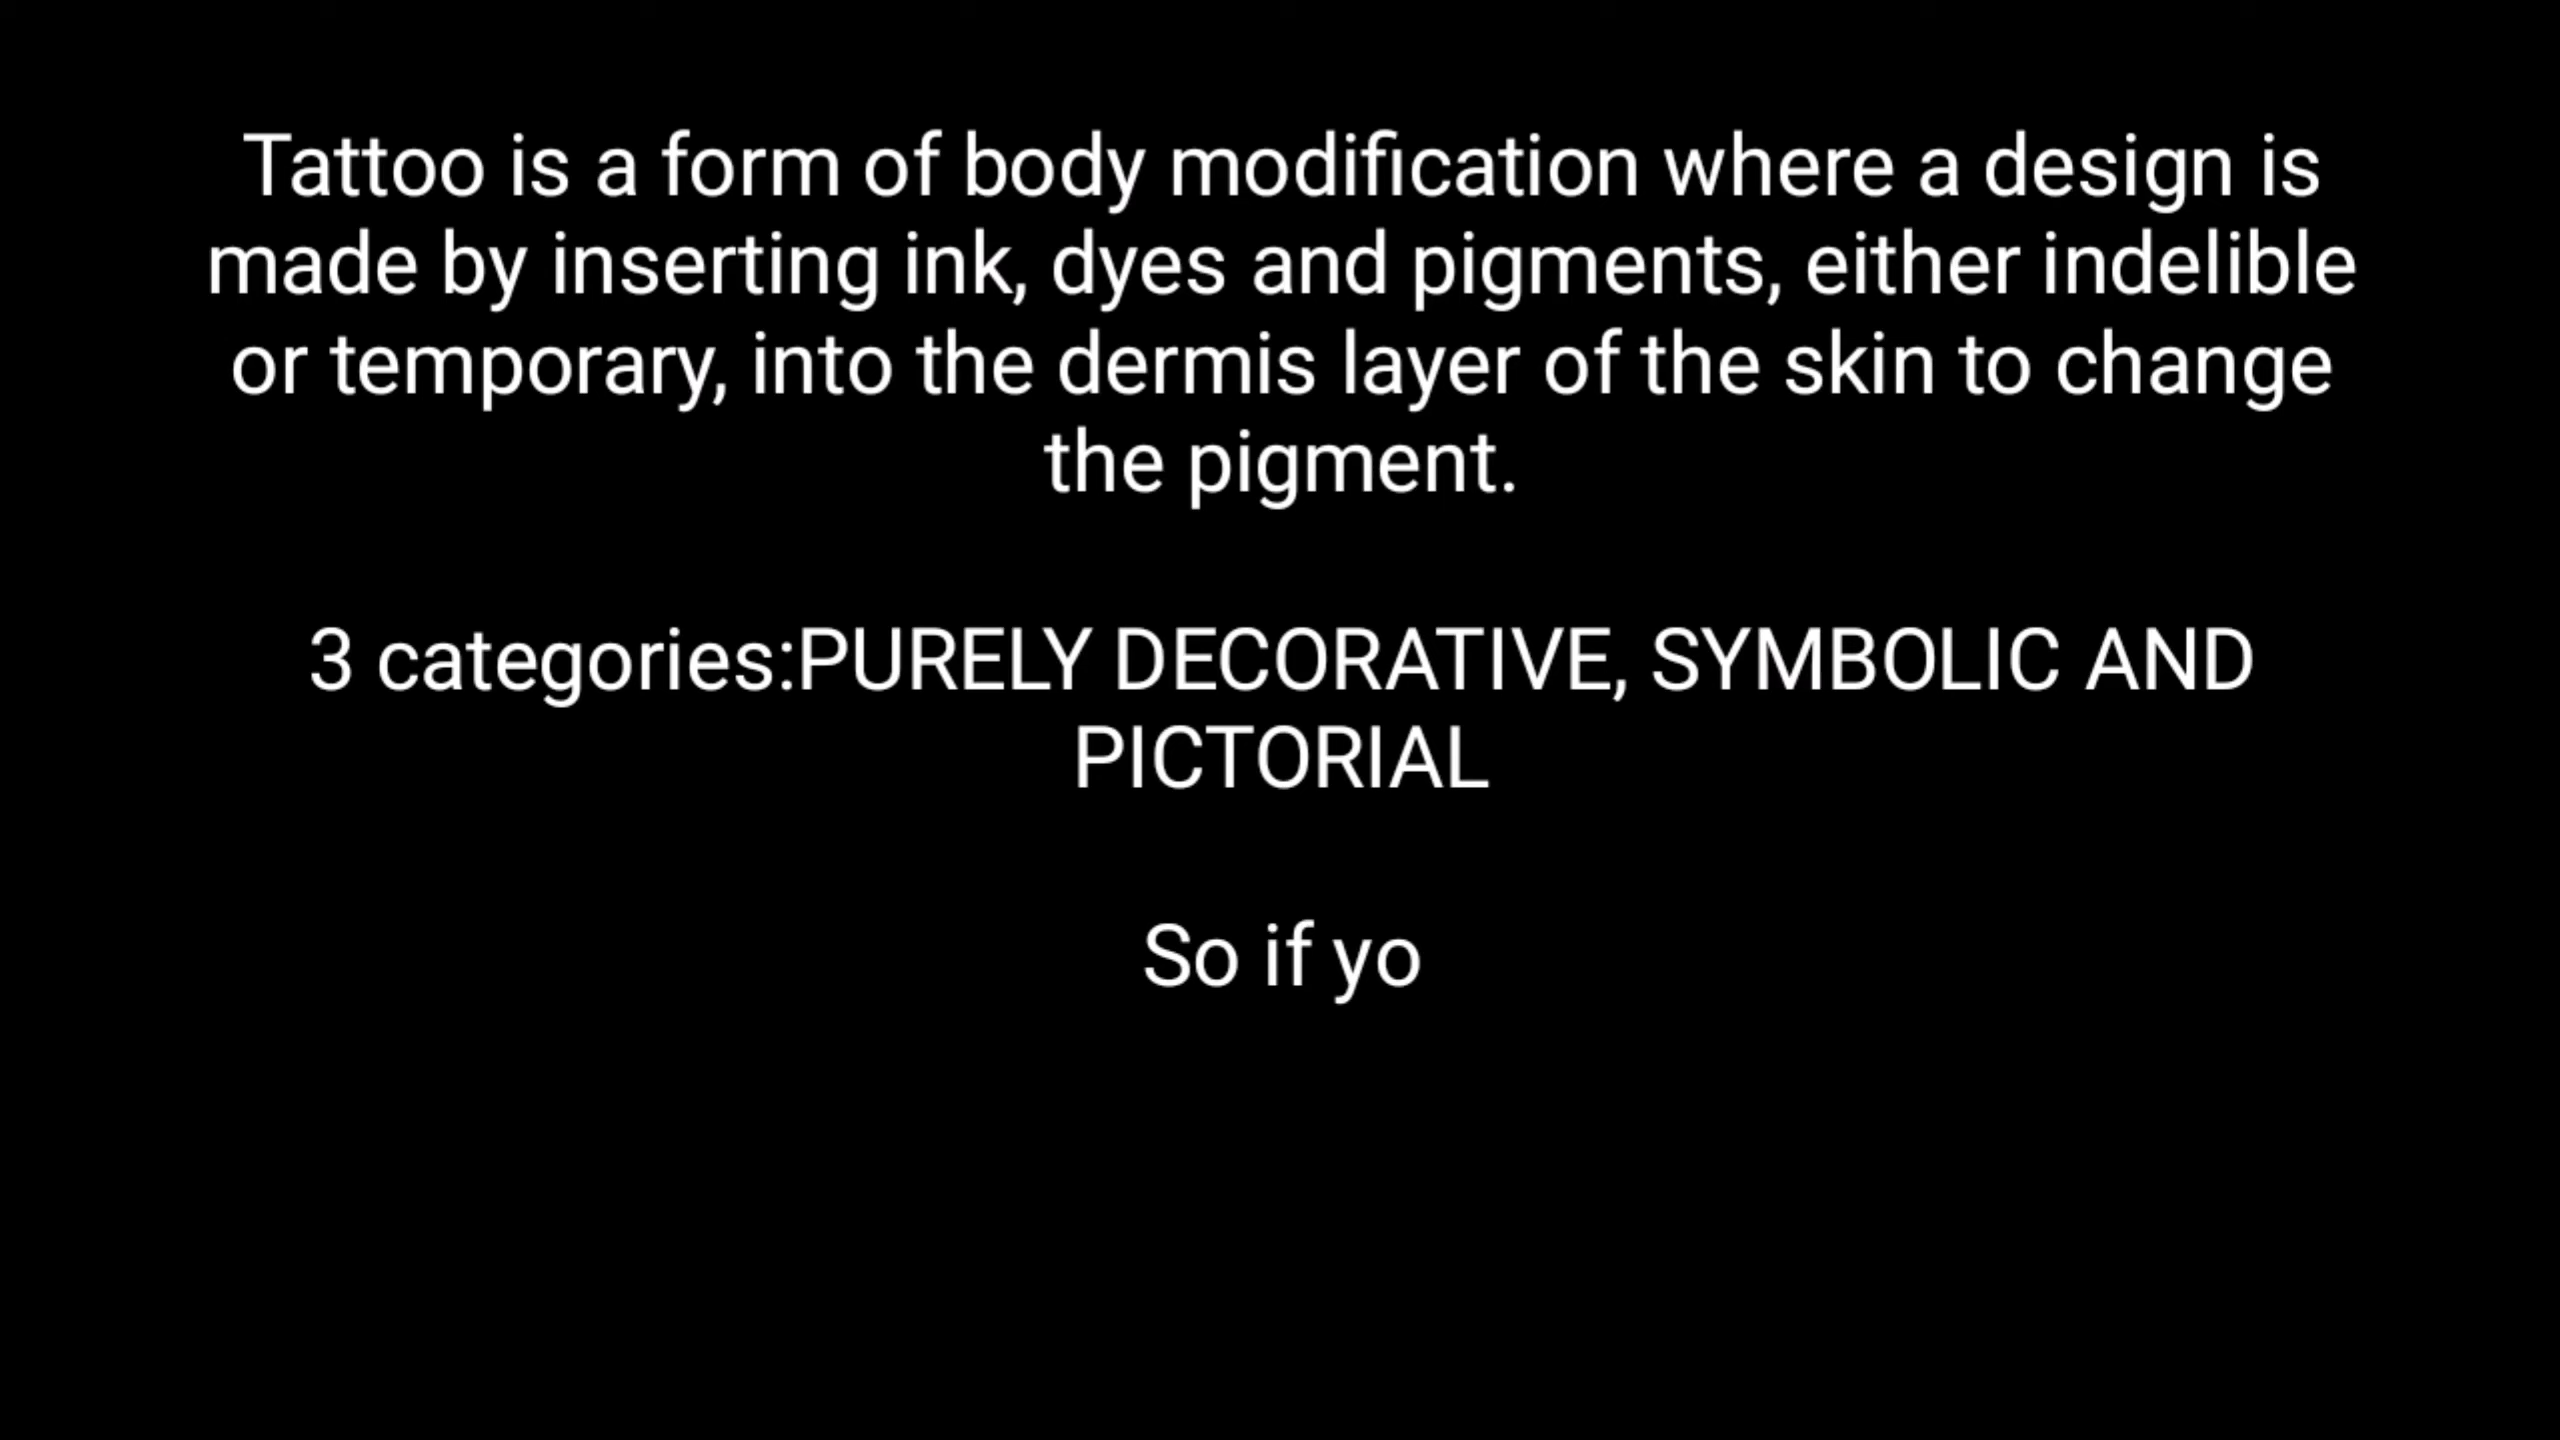 Tattoo is a form of body modification where a design is
made by inserting ink, dyes and pigments, either indelible
or temporary, into the dermis layer of the skin to change
the pigment.
3 categories:PURELY DECORATIVE, SYMBOLIC AND
PICTORIAL
So if yo